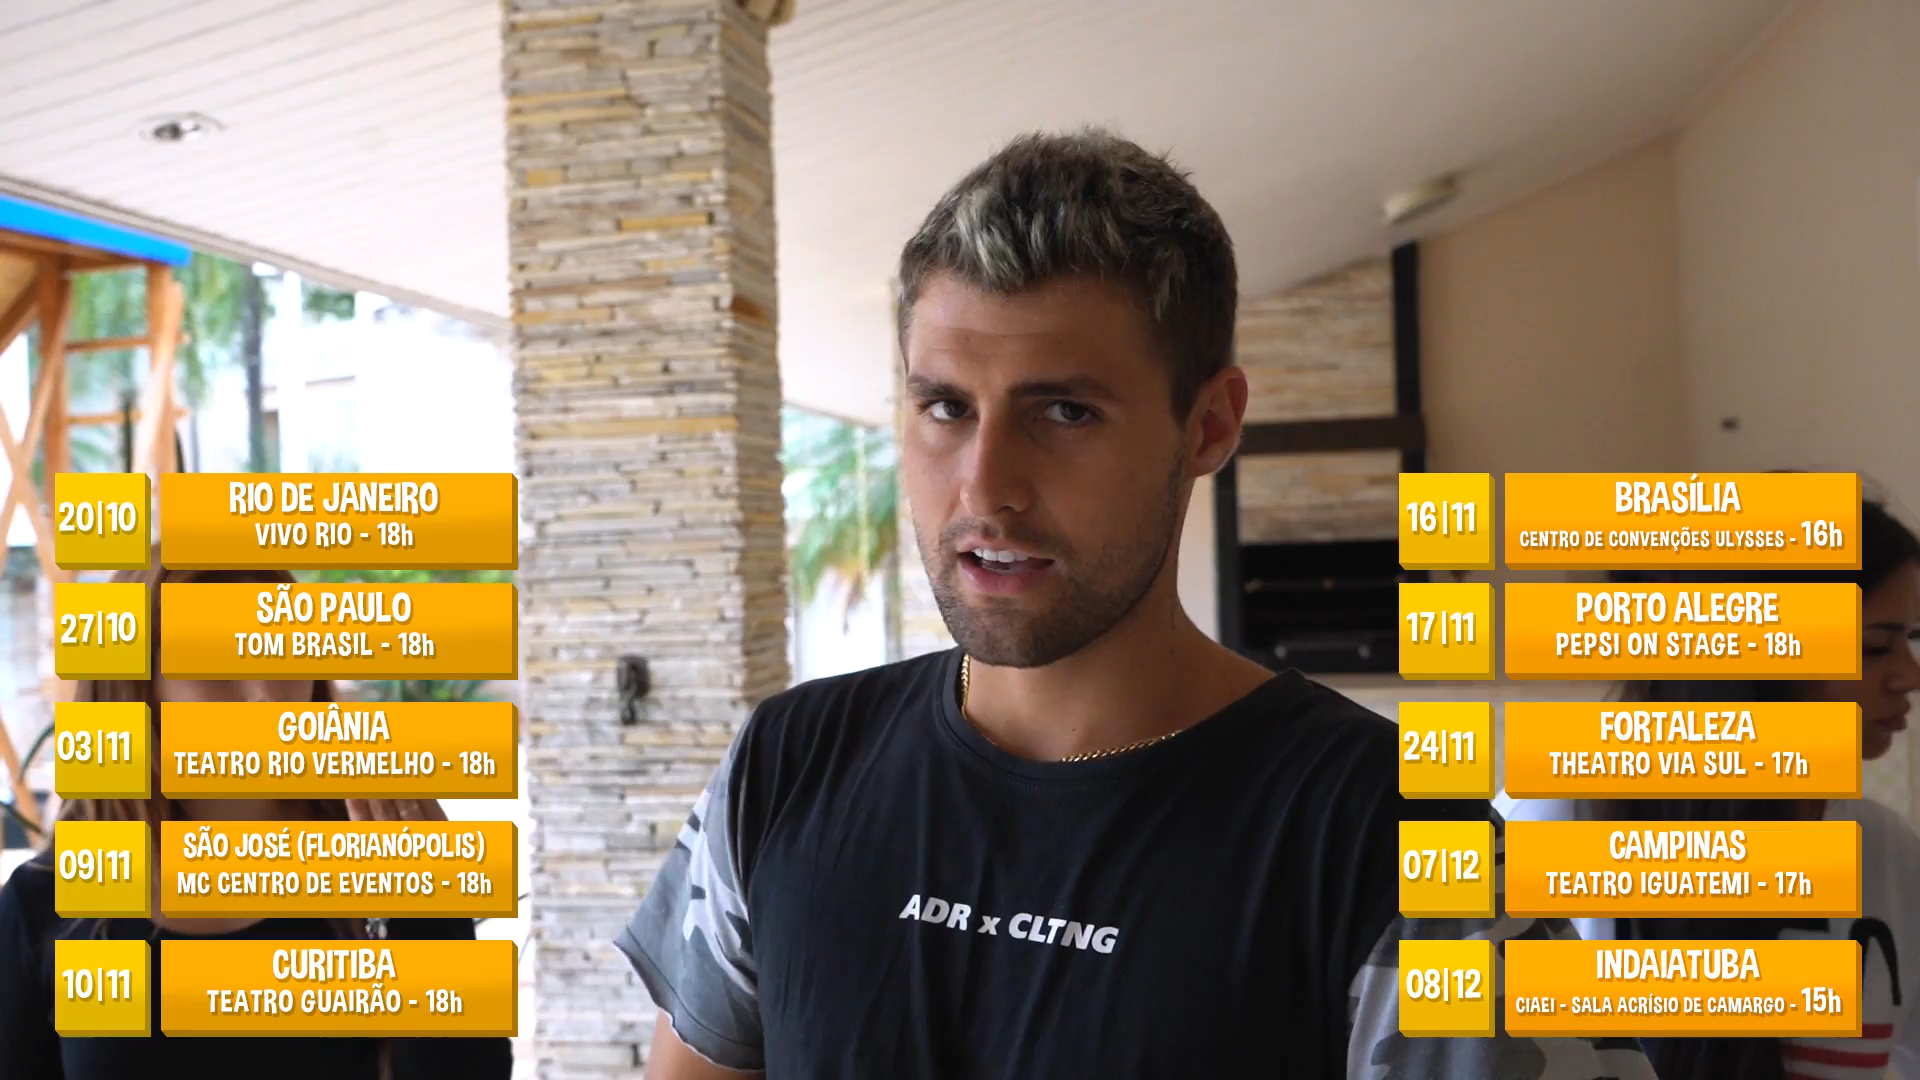 20|10
RIO DE JANEIRO
VIVO RIO - 18h
27|10
SÃO PAULO
TOM BRASIL - 18h
03|11
GOIÂNIA
TEATRO RIO VERMELHO - 18h
09|11
SÃO JOSÉ (FLORIANÓPOLIS)
MC CENTRO DE EVENTOS - 18h
10|11
CURITIBA
TEATRO GUAIRÃO - 18h
ADR x CLTNG
16|11
BRASÍLIA
CENTRO DE CONVENÇÕES ULYSSES - 16h
17|11
PORTO ALEGRE
PEPSI ON STAGE - 18h
24|11
FORTALEZA
THEATRO VIA SUL - 17h
07|12
CAMPINAS
TEATRO IGUATEMI - 17h
08|12
INDAIATUBA
CIAEI - SALA ACRÍSIO DE CAMARGO - 15h